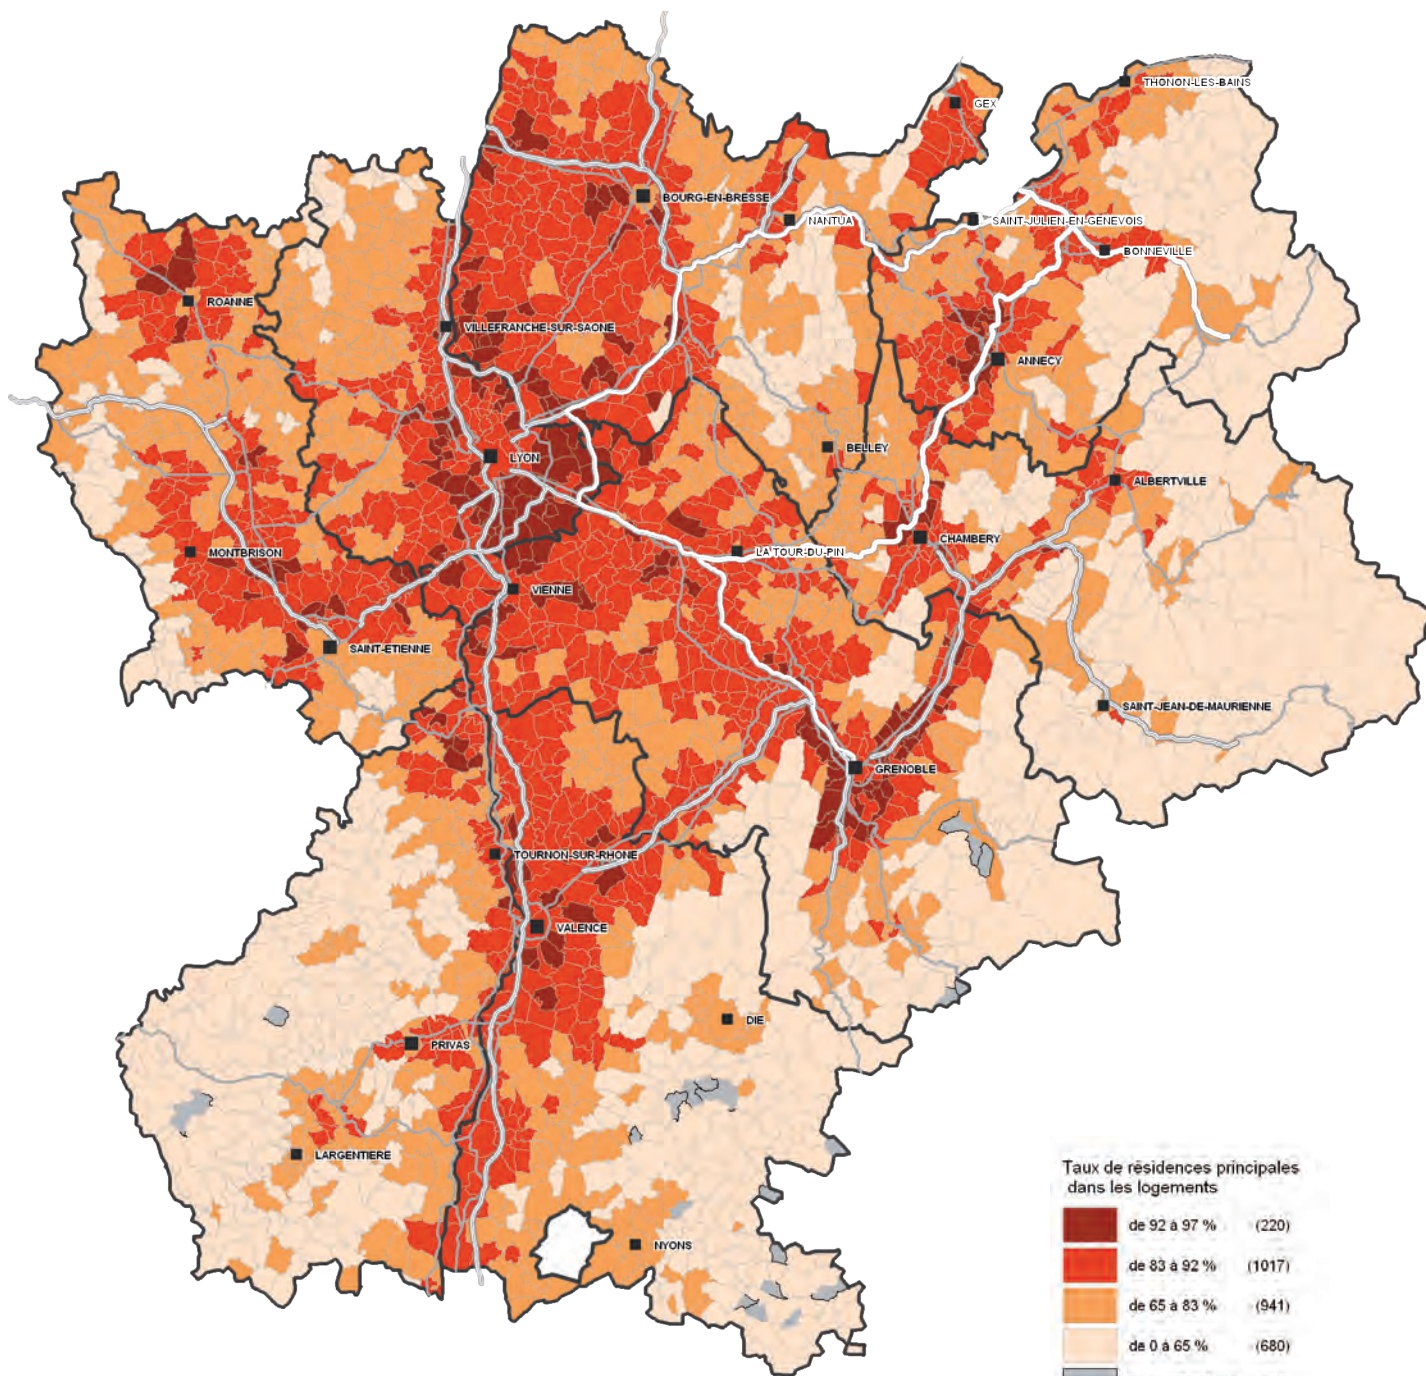 THONON-LES-BAINS
GEX
BOURG-EN-BRESSE
NANTUA
SAINT-JULIEN-EN-GENEVOIS
BONNEVILLE
ROANNE
VILLEFRANCHE-SUR-SAONE
ANNECY
BELLEY
LYON
ALBERTVILLE
MONTBRISON
LA TOUR-DU-PIN
CHAMBERY
VIENNE
SAINT-ETIENNE
SAINT-JEAN-DE-MAURIENNE
GRENOBLE
TOURNON-SUR-RHONE
VALENCE
DIE
PRIVAS
LARGENTIERE
NYONS
Taux de résidences principales
dans les logements
de 92 à 97 % (220)
de 83 à 92 % (1017)
de 65 à 83 % (941)
de 0 à 65 % (680)